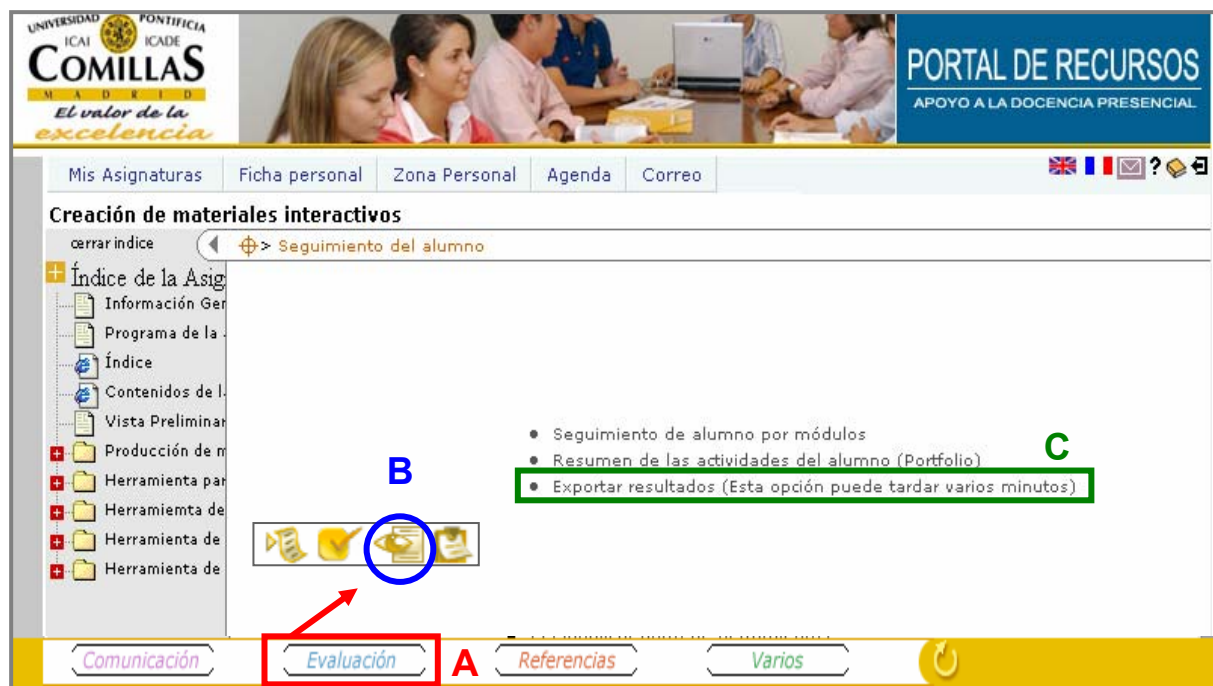 UNIVERSIDAD PONTIFICIA
ICAI ICADE
COMILLAS
MADRID
El valor de la
excelencia
PORTAL DE RECURSOS
APOYO A LA DOCENCIA PRESENCIAL
Mis Asignaturas Ficha personal Zona Personal Agenda Correo
?
Creación de materiales interactivos
cerrar indice > Seguimiento del alumno
Índice de la Asig
Información Ger
Programa de la
Índice
Contenidos de l
Vista Preliminar
Producción de m
Herramienta par
Herramiemta de
Herramienta de
Herramienta de
Seguimiento de alumno por módulos
Resumen de las actividades del alumno (Portfolio)
Exportar resultados (Esta opción puede tardar varios minutos)
C
B
Comunicación Evaluación A Referencias Varios